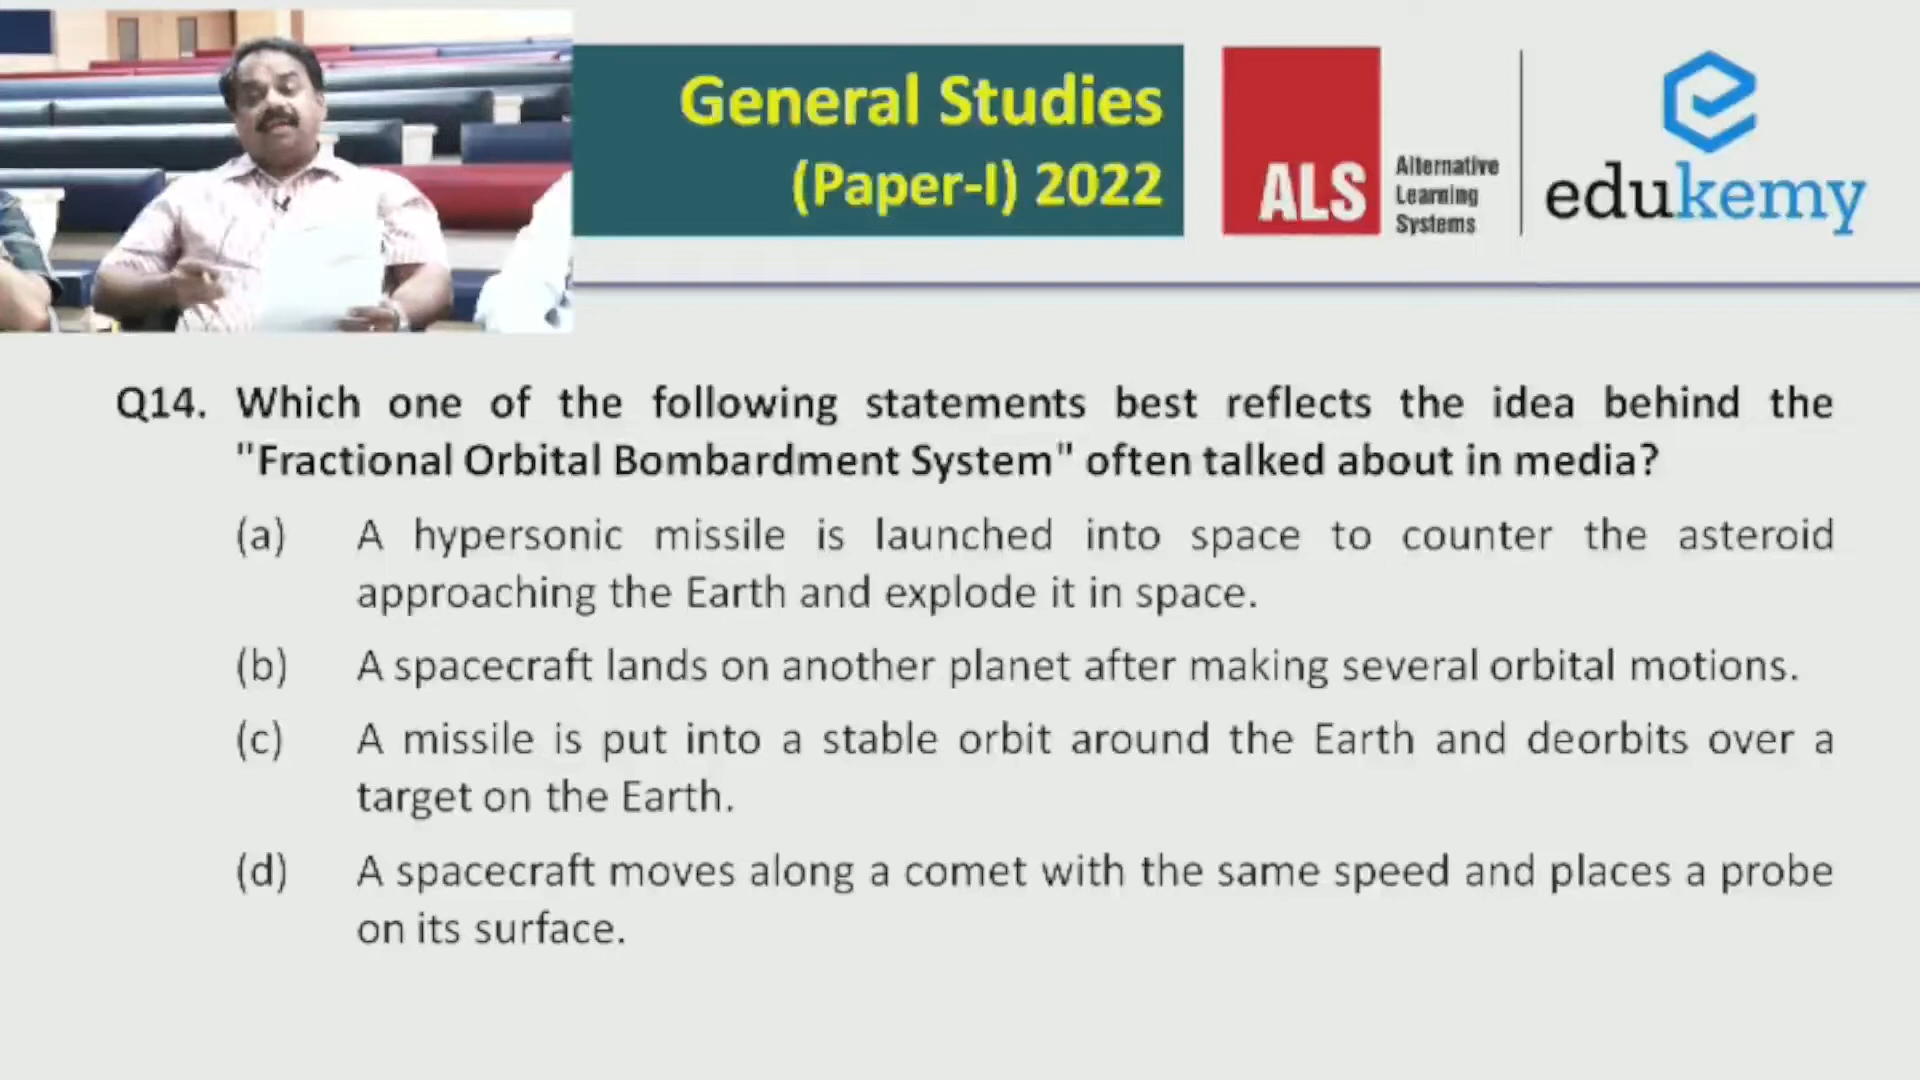 General Studies
(Paper-I) 2022
ALS
Alternative
Learning
Systems
edukemy
Q14. Which one of the following statements best reflects the idea behind the
"Fractional Orbital Bombardment System" often talked about in media?
(a) A hypersonic missile is launched into space to counter the asteroid
approaching the Earth and explode it in space.
(b) A spacecraft lands on another planet after making several orbital motions.
(c) A missile is put into a stable orbit around the Earth and deorbits over a
target on the Earth.
(d) A spacecraft moves along a comet with the same speed and places a probe
on its surface.